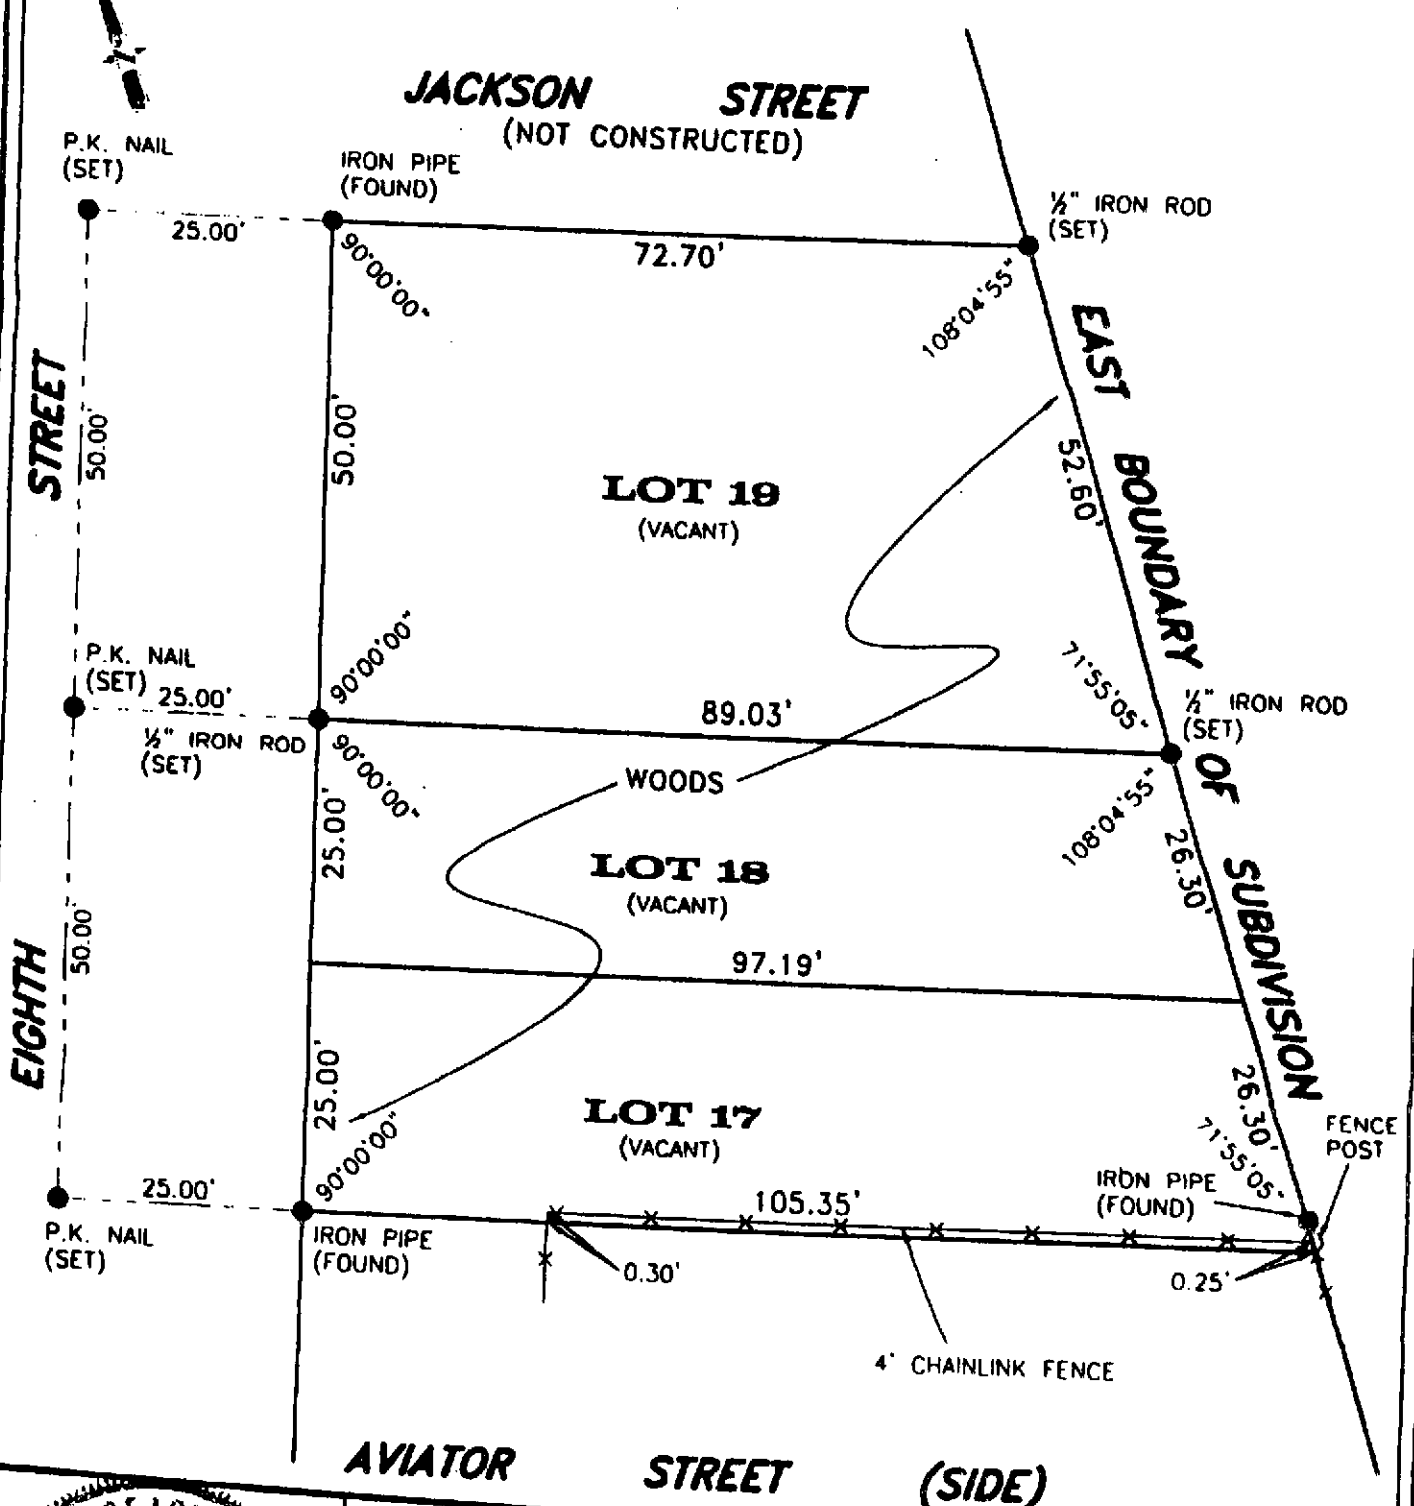 JACKSON STREET
(NOT CONSTRUCTED)
P.K. NAIL
(SET)
IRON PIPE
(FOUND)
½" IRON ROD
(SET)
25.00'
72.70'
90°00'00"
108°04'55"
EAST BOUNDARY OF SUBDIVISION
EIGHTH STREET
50.00'
50.00'
52.60'
LOT 19
(VACANT)
90°00'00"
71°55'05"
P.K. NAIL
(SET)
25.00'
½" IRON ROD
(SET)
89.03'
½" IRON ROD
(SET)
90°00'00"
108°04'55"
WOODS
25.00'
26.30'
LOT 18
(VACANT)
50.00'
97.19'
25.00'
26.30'
LOT 17
(VACANT)
90°00'00"
71°55'05"
FENCE
POST
IRON PIPE
(FOUND)
25.00'
105.35'
P.K. NAIL
(SET)
IRON PIPE
(FOUND)
0.30'
0.25'
4' CHAINLINK FENCE
AVIATOR STREET (SIDE)